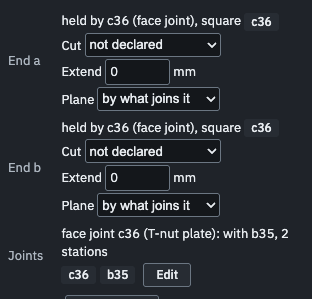 held by c36 (face joint), square c36
End a
Cut not declared
Extend 0 mm
Plane by what joins it
held by c36 (face joint), square c36
End b
Cut not declared
Extend 0 mm
Plane by what joins it
Joints
face joint c36 (T-nut plate): with b35, 2
stations
c36 b35 Edit